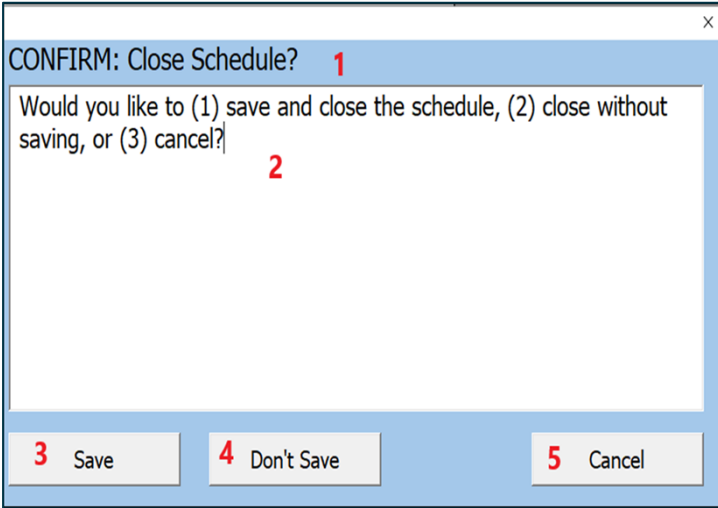 x
CONFIRM: Close Schedule? 1
Would you like to (1) save and close the schedule, (2) close without
saving, or (3) cancel?
2
3 Save 4 Don't Save 5 Cancel